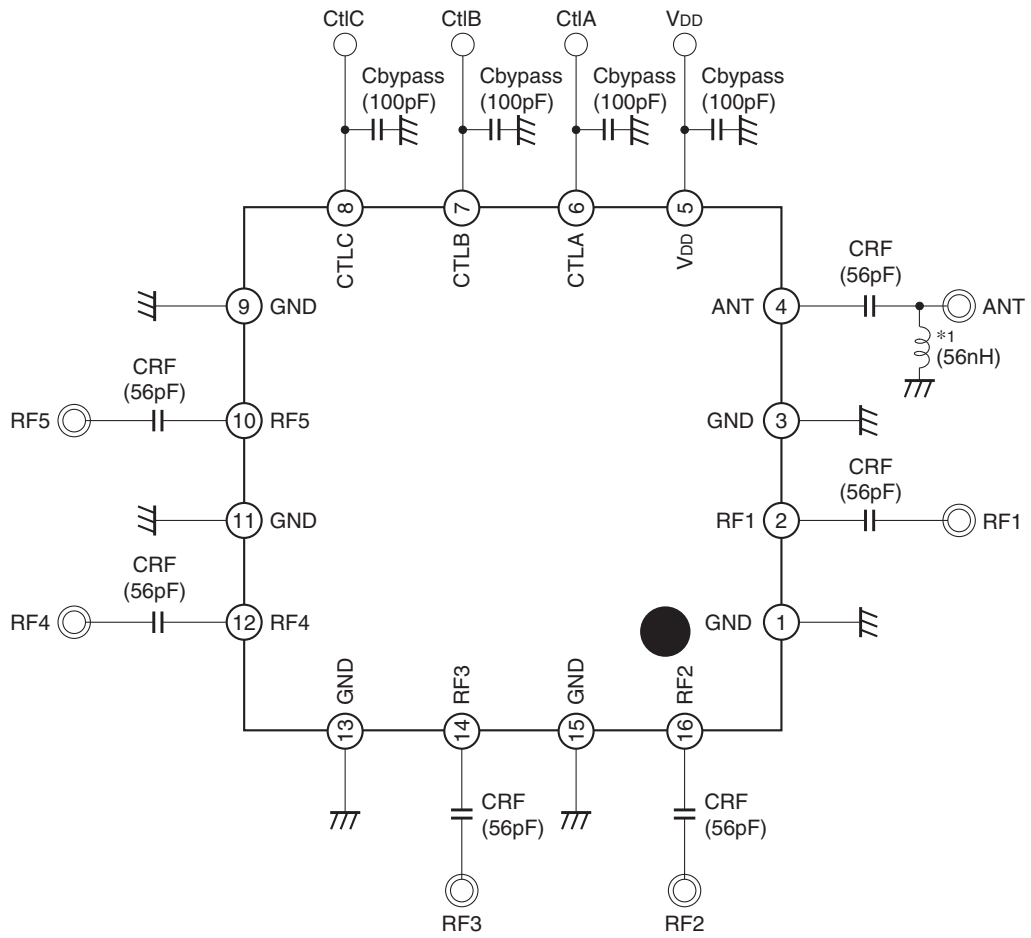 CtlC
CtlB
CtlA
VDD
Cbypass
(100pF)
Cbypass
(100pF)
Cbypass
(100pF)
Cbypass
(100pF)
8
7
6
5
CTLC
CTLB
CTLA
VDD
9
GND
ANT
4
CRF
(56pF)
ANT
*1
(56nH)
CRF
(56pF)
RF5
10
RF5
GND
3
11
GND
RF1
2
CRF
(56pF)
RF1
CRF
(56pF)
RF4
12
RF4
GND
1
GND
RF3
GND
RF2
13
14
15
16
CRF
(56pF)
CRF
(56pF)
RF3
RF2